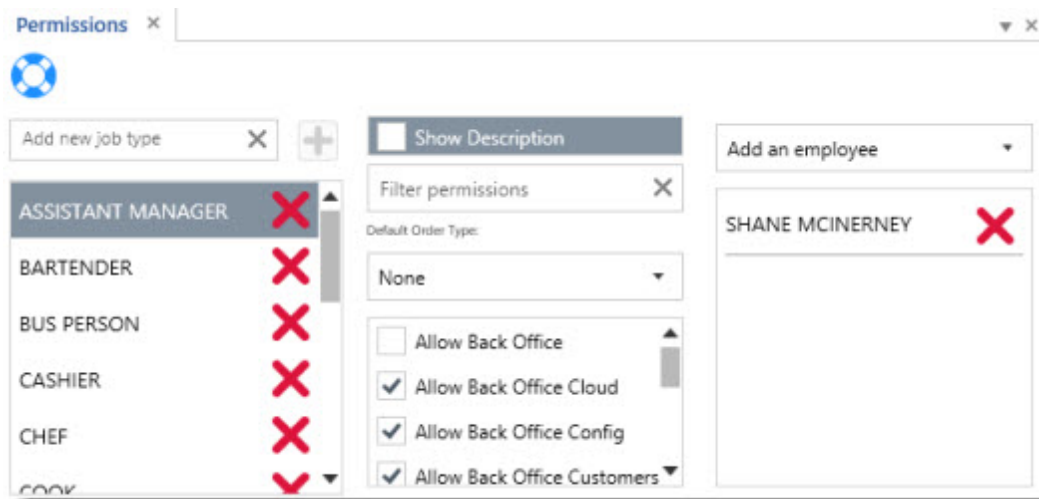 Permissions
Add new job type
ASSISTANT MANAGER
BARTENDER
BUS PERSON
CASHIER
CHEF
COOK
Show Description
Filter permissions
Default Order Type:
None
Allow Back Office
Allow Back Office Cloud
Allow Back Office Config
Allow Back Office Customers
Add an employee
SHANE MCINERNEY